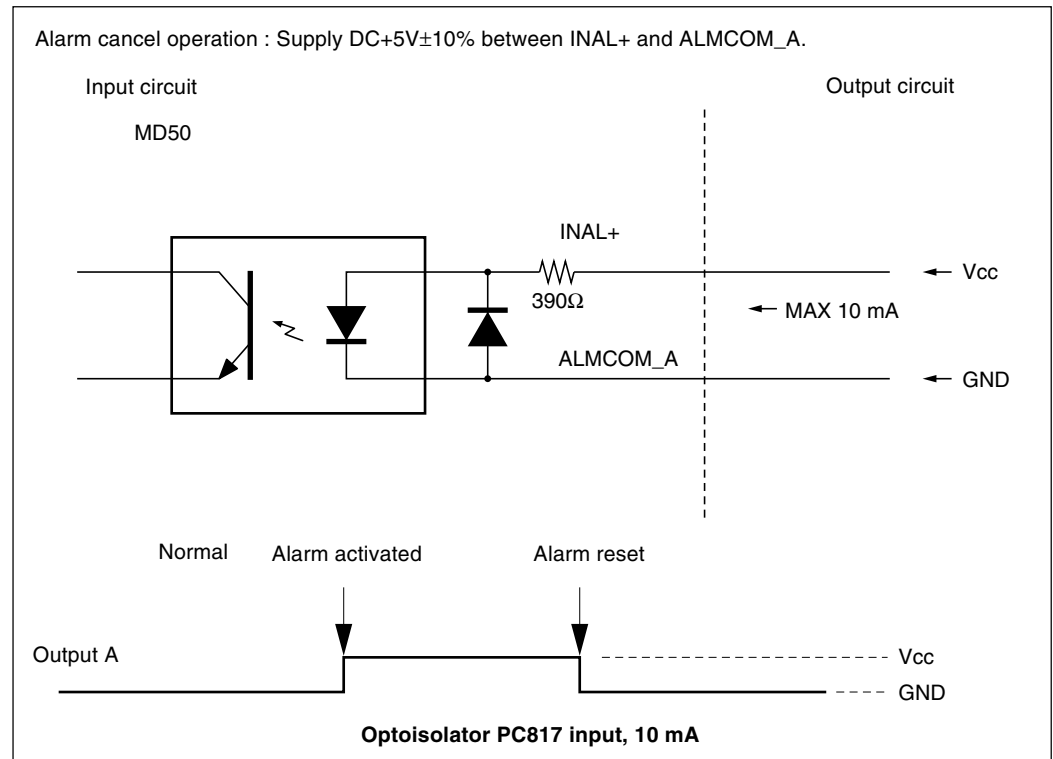 Alarm cancel operation : Supply DC+5V±10% between INAL+ and ALMCOM_A.
Input circuit
Output circuit
MD50
INAL+
390Ω
Vcc
MAX 10 mA
ALMCOM_A
GND
Normal
Alarm activated
Alarm reset
Output A
Vcc
GND
Optoisolator PC817 input, 10 mA